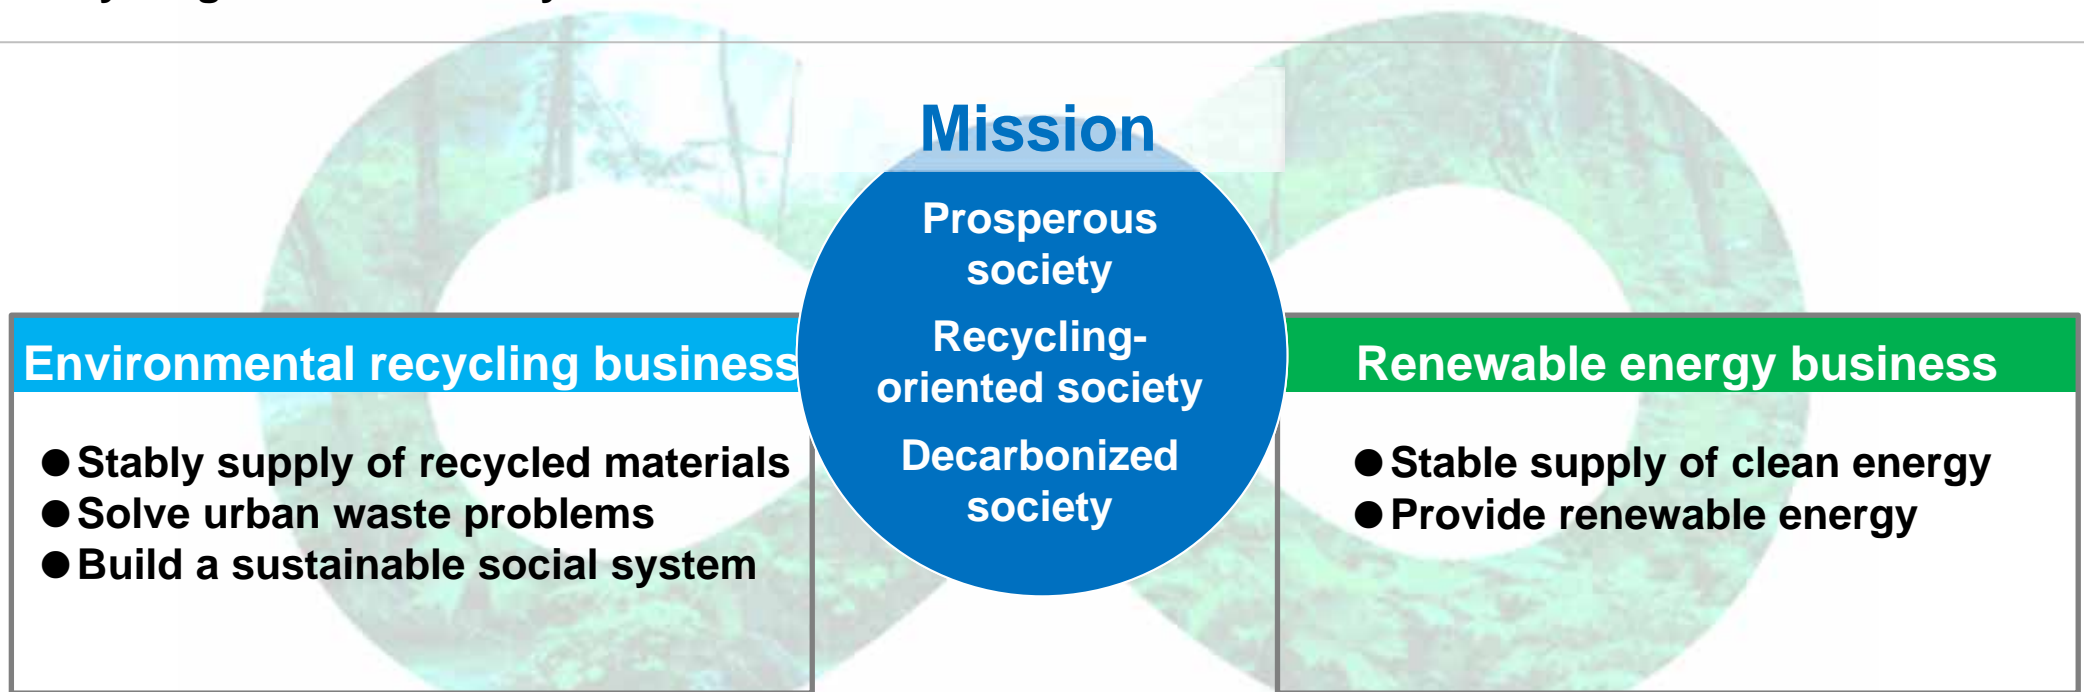 Mission
Prosperous
society
Recycling-
oriented society
Decarbonized
society
Environmental recycling business
●Stably supply of recycled materials
●Solve urban waste problems
●Build a sustainable social system
Renewable energy business
●Stable supply of clean energy
●Provide renewable energy